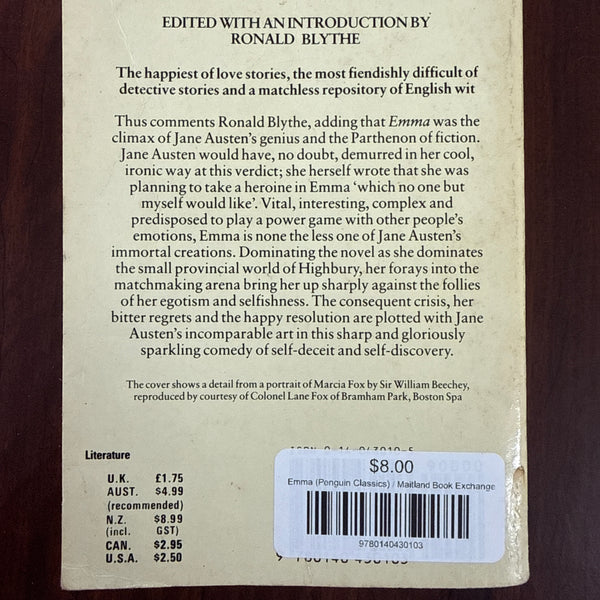 EDITED WITH AN INTRODUCTION BY
RONALD BLYTHE
The happiest of love stories, the most fiendishly difficult of
detective stories and a matchless repository of English wit
Thus comments Ronald Blythe, adding that Emma was the
climax of Jane Austen's genius and the Parthenon of fiction.
Jane Austen would have, no doubt, demurred in her cool,
ironic way at this verdict; she herself wrote that she was
planning to take a heroine in Emma ‘which no one but
myself would like’. Vital, interesting, complex and
predisposed to play a power game with other people's
emotions, Emma is none the less one of Jane Austen's
immortal creations. Dominating the novel as she dominates
the small provincial world of Highbury, her forays into the
matchmaking arena bring her up sharply against the follies
of her egotism and selfishness. The consequent crisis, her
bitter regrets and the happy resolution are plotted with Jane
Austen's incomparable art in this sharp and gloriously
sparkling comedy of self-deceit and self-discovery.
The cover shows a detail from a portrait of Marcia Fox by Sir William Beechey,
reproduced by courtesy of Colonel Lane Fox of Bramham Park, Boston Spa
Literature
U.K. £1.75
AUST. $4.99
(recommended)
N.Z. $8.99
(incl. GST)
CAN. $2.95
U.S.A. $2.50
$8.00
Emma (Penguin Classics) / Maitland Book Exchange
9780140430103